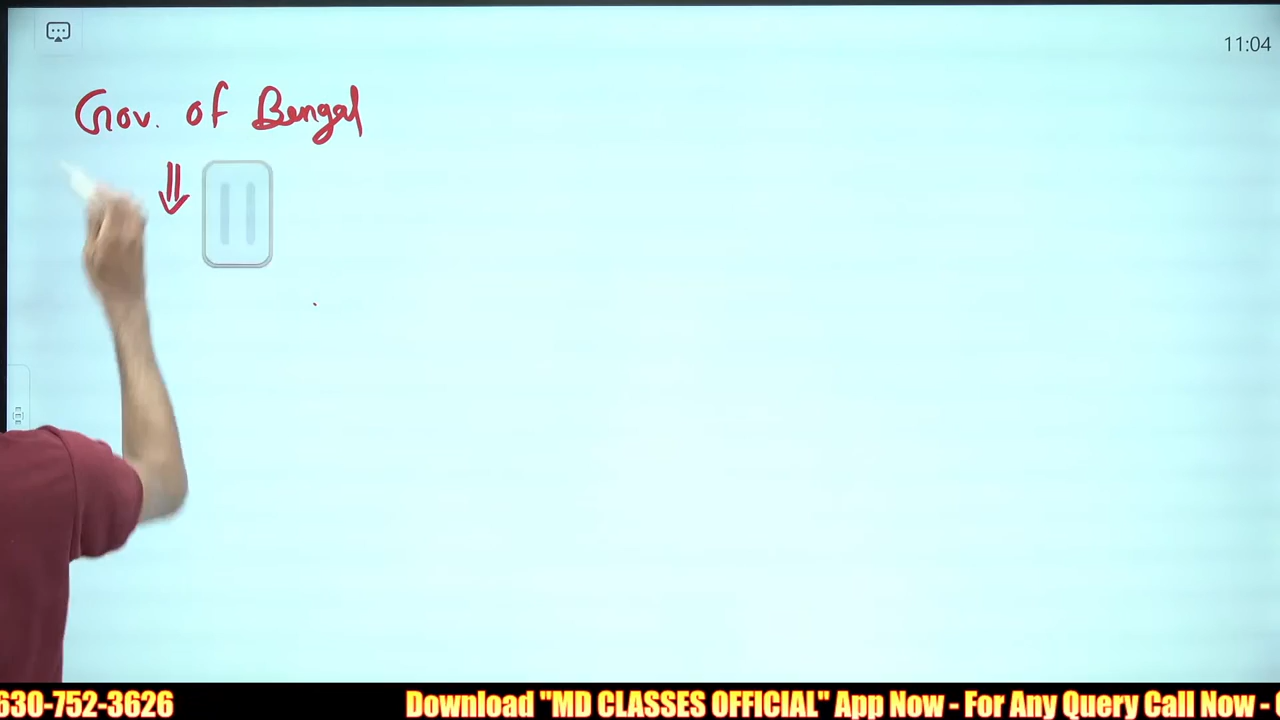 11:04
Gov. of Bengal
630-752-3626 Download "MD CLASSES OFFICIAL" App Now - For Any Query Call Now -